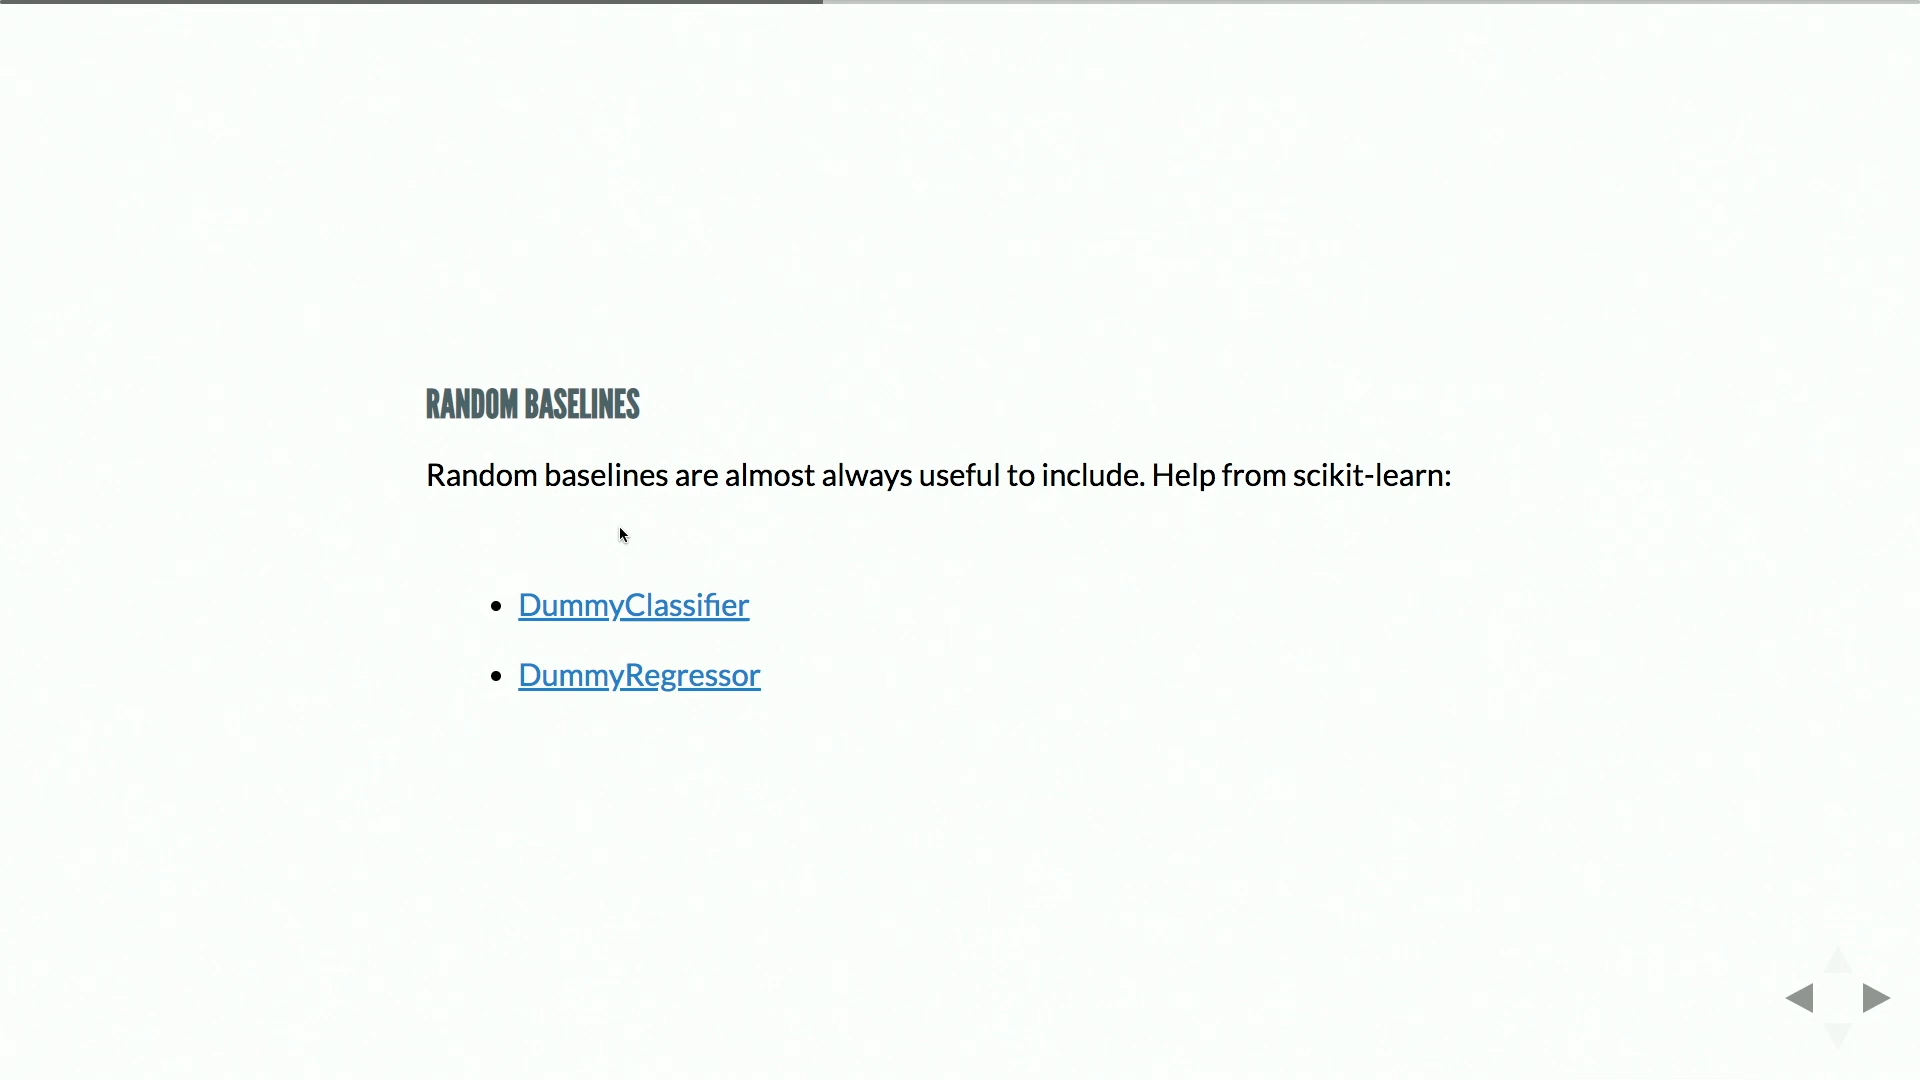 RANDOM BASELINES
Random baselines are almost always useful to include. Help from scikit-learn:
• DummyClassifier
• DummyRegressor